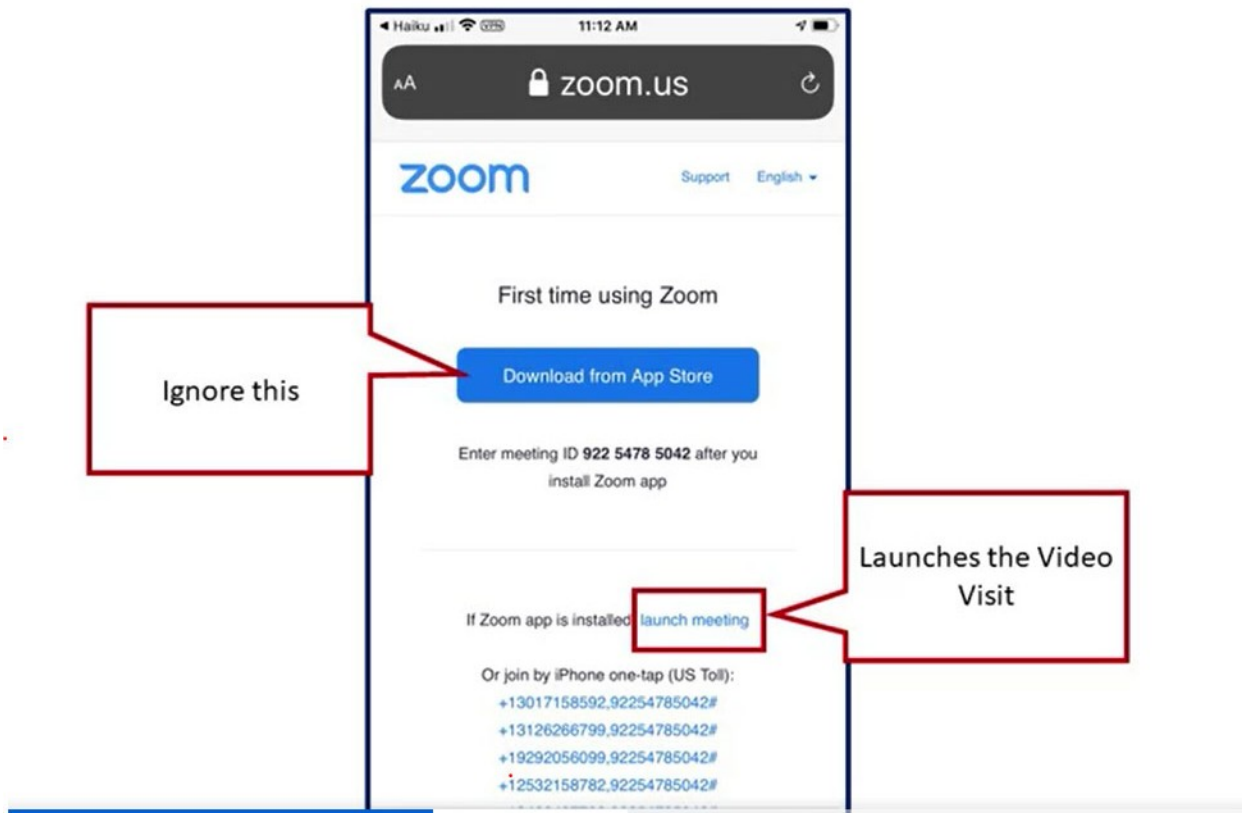 ◀ Haiku VPN 11:12 AM
AA zoom.us
zoom Support English
First time using Zoom
Ignore this
Download from App Store
Enter meeting ID 922 5478 5042 after you
install Zoom app
Launches the Video
Visit
If Zoom app is installed launch meeting
Or join by iPhone one-tap (US Toll):
+13017158592,92254785042#
+13126266799,92254785042#
+19292056099,92254785042#
+12532158782,92254785042#